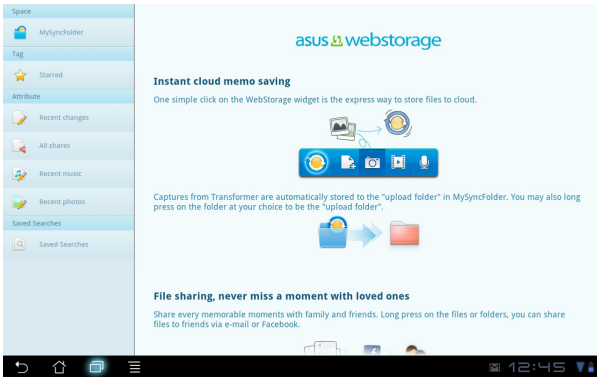 Space
MySyncFolder
Tag
Starred
Attribute
Recent changes
All shares
Recent music
Recent photos
Saved Searches
Saved Searches
asus webstorage
Instant cloud memo saving
One simple click on the WebStorage widget is the express way to store files to cloud.
Captures from Transformer are automatically stored to the "upload folder" in MySyncFolder. You may also long
press on the folder at your choice to be the "upload folder".
File sharing, never miss a moment with loved ones
Share every memorable moments with family and friends. Long press on the files or folders, you can share
files to friends via e-mail or Facebook.
12:45